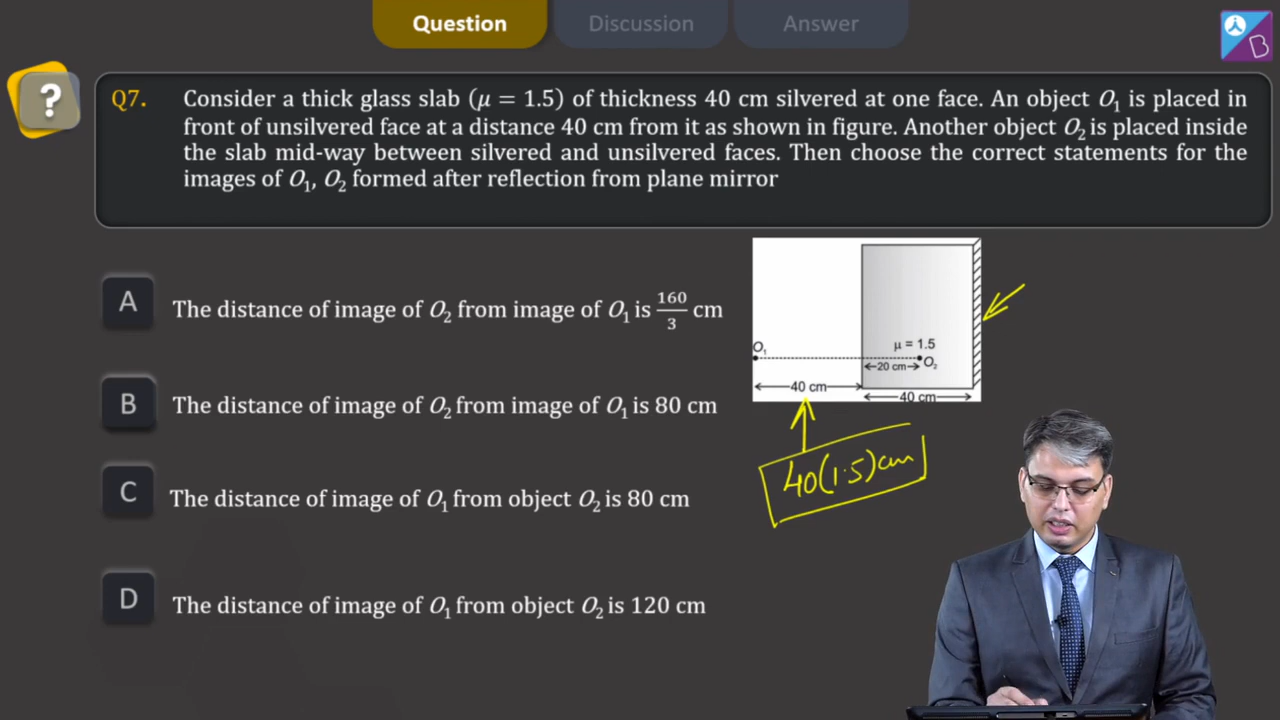 Question
Discussion
Answer
B
?
Q7. Consider a thick glass slab (μ = 1.5) of thickness 40 cm silvered at one face. An object O₁ is placed in
front of unsilvered face at a distance 40 cm from it as shown in figure. Another object O₂ is placed inside
the slab mid-way between silvered and unsilvered faces. Then choose the correct statements for the
images of O₁, O₂ formed after reflection from plane mirror
A The distance of image of O₂ from image of O₁ is 160/3 cm
B The distance of image of O₂ from image of O₁ is 80 cm
C The distance of image of O₁ from object O₂ is 80 cm
D The distance of image of O₁ from object O₂ is 120 cm
O₁
μ = 1.5
20 cm
O₂
40 cm
40 cm
40(1.5)cm